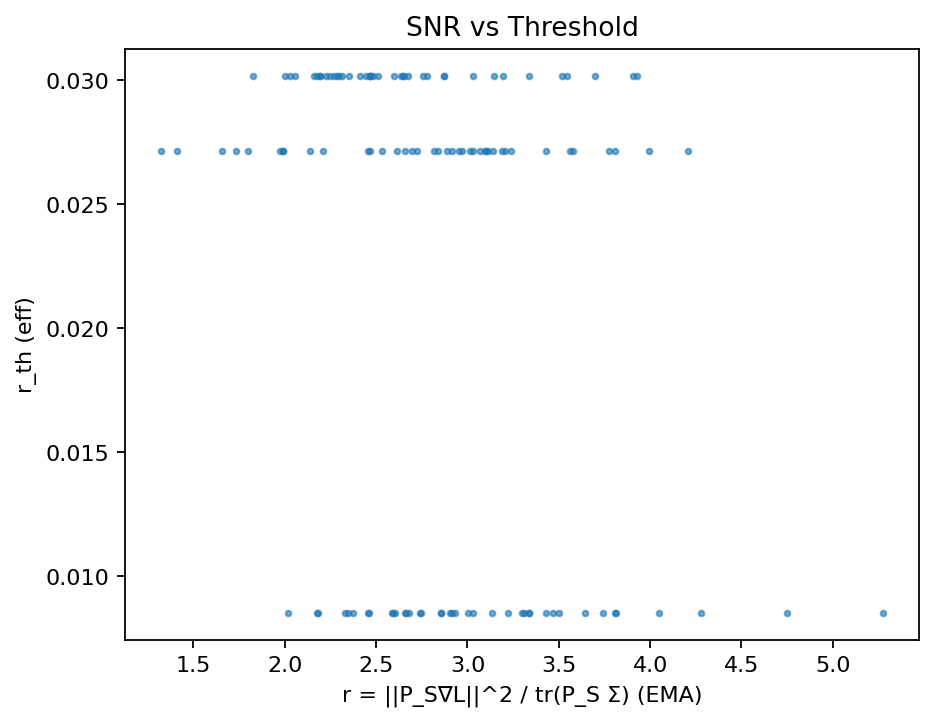 SNR vs Threshold
0.030
0.025
0.020
0.015
0.010
r_th (eff)
1.5 2.0 2.5 3.0 3.5 4.0 4.5 5.0
r = ||P_S∇L||^2 / tr(P_S Σ) (EMA)